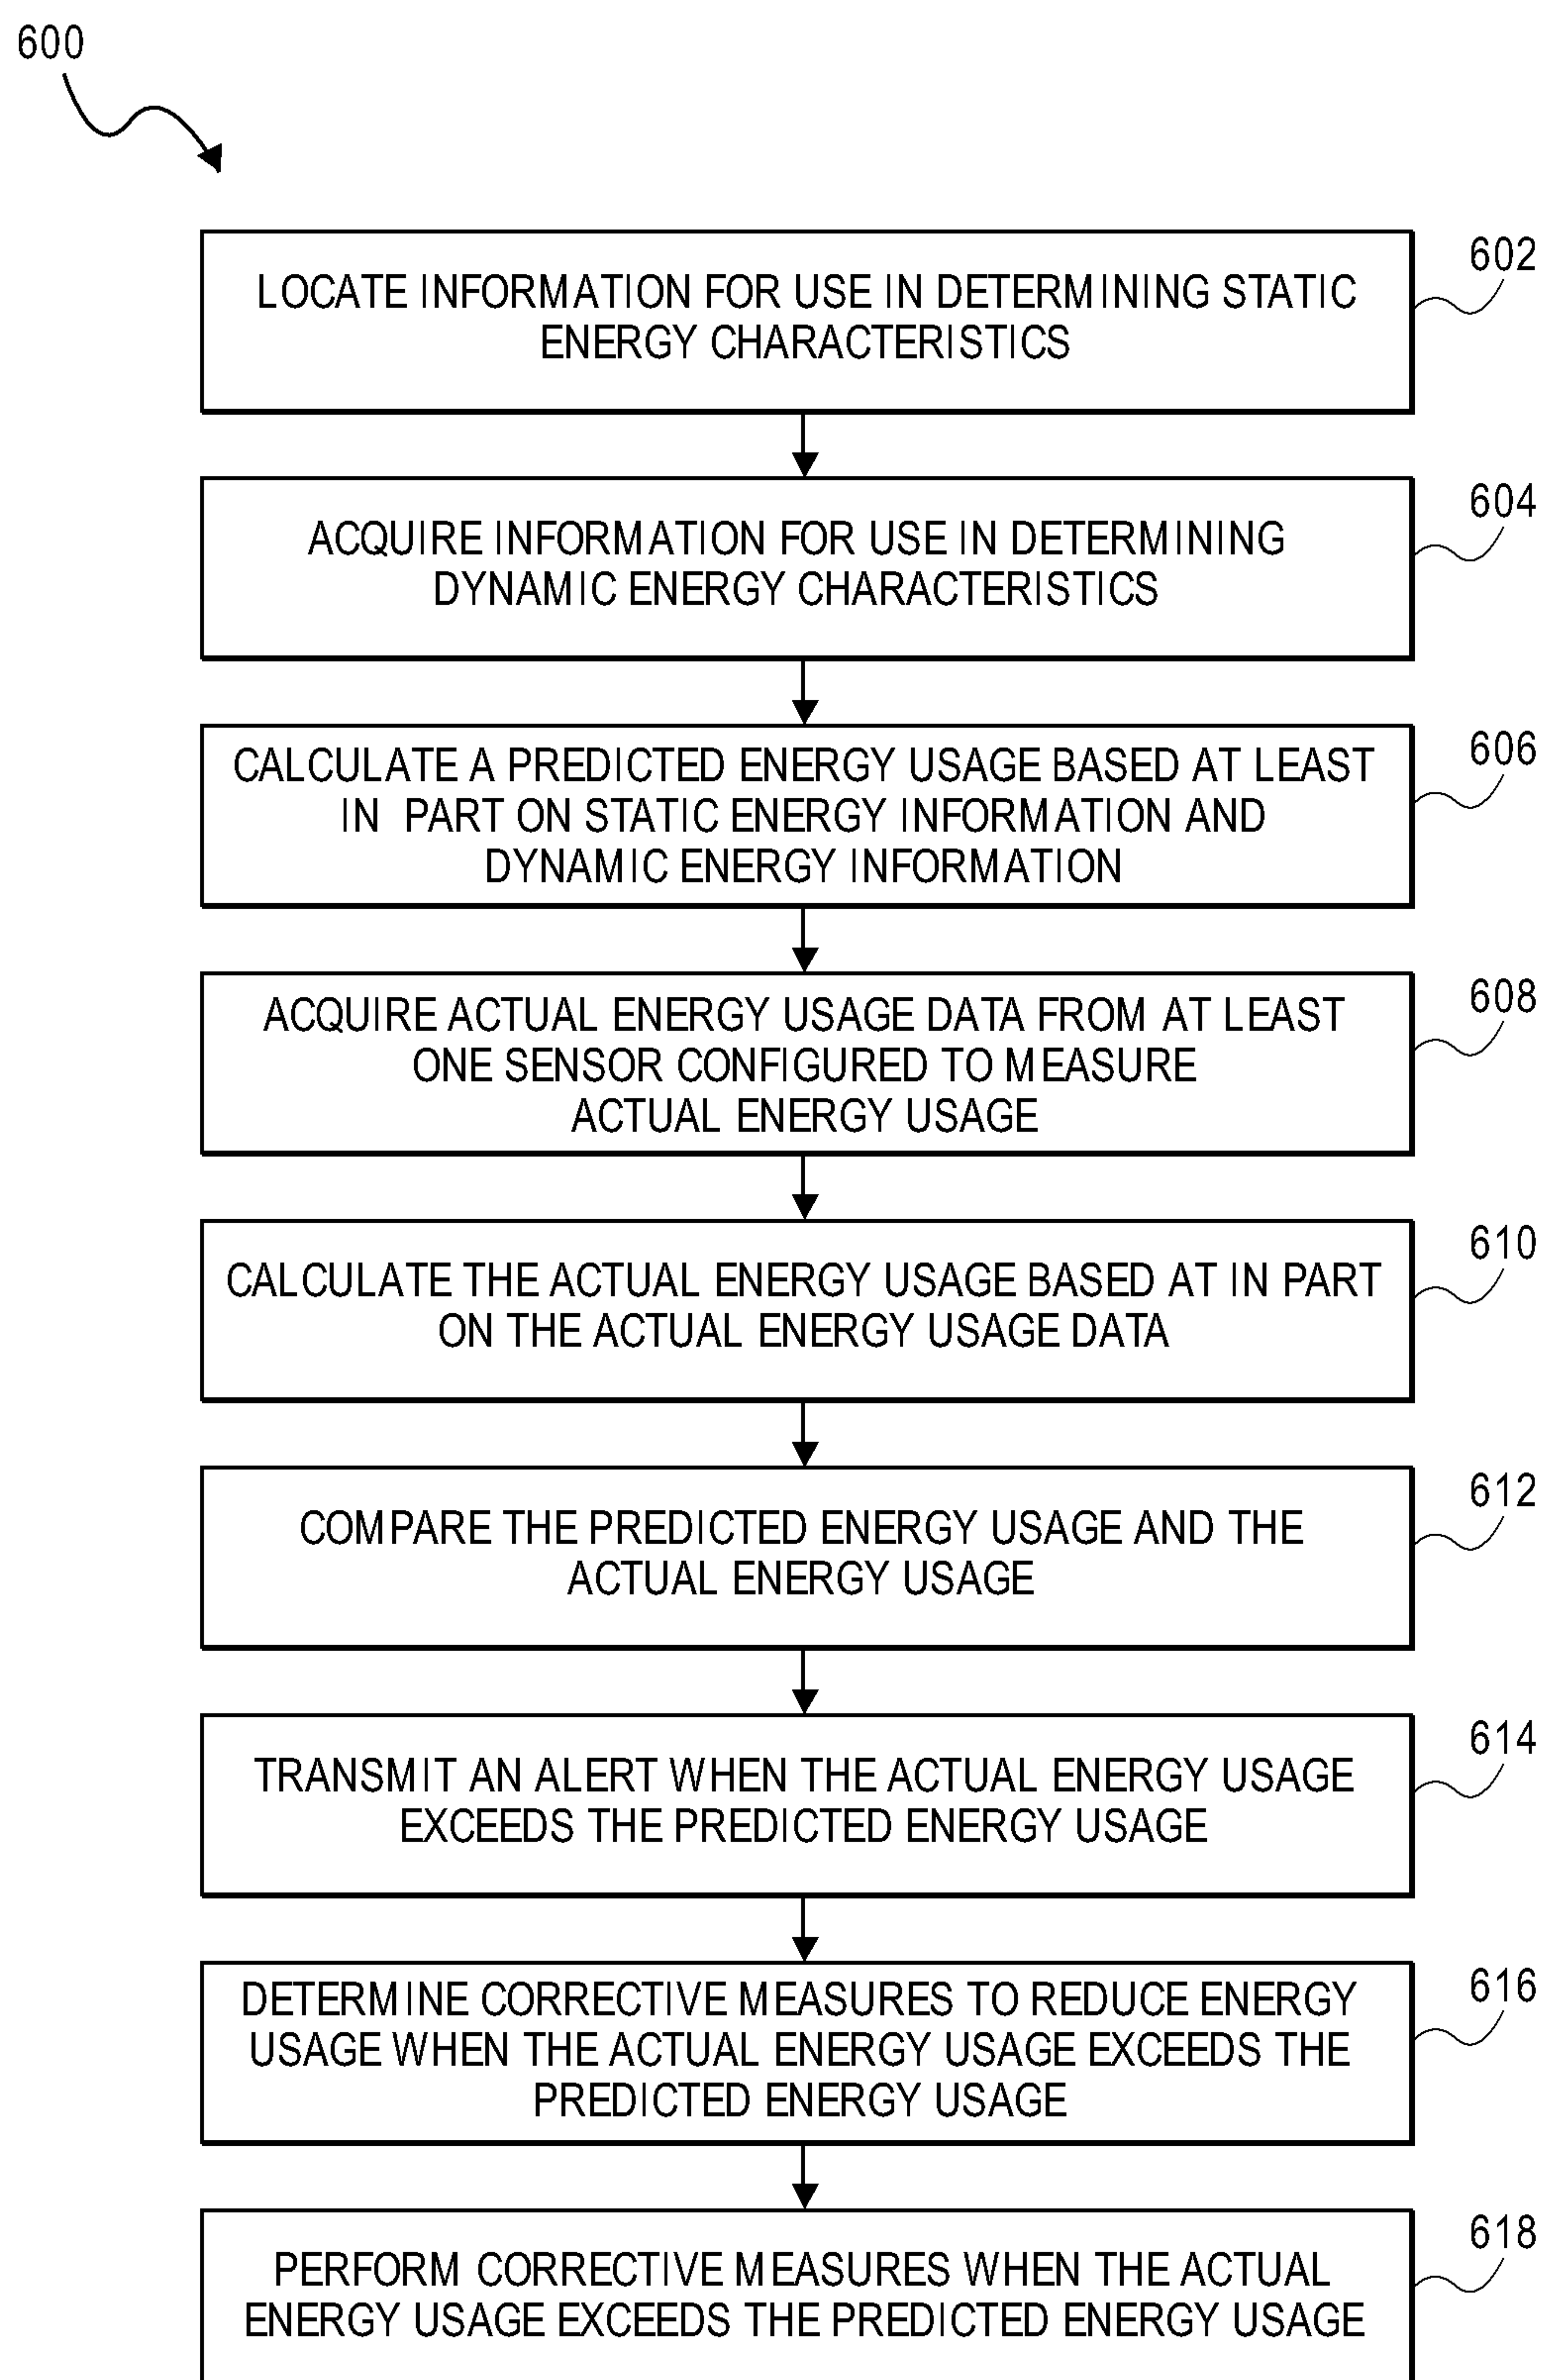 600
602
LOCATE INFORMATION FOR USE IN DETERMINING STATIC
ENERGY CHARACTERISTICS
604
ACQUIRE INFORMATION FOR USE IN DETERMINING
DYNAMIC ENERGY CHARACTERISTICS
606
CALCULATE A PREDICTED ENERGY USAGE BASED AT LEAST
IN PART ON STATIC ENERGY INFORMATION AND
DYNAMIC ENERGY INFORMATION
608
ACQUIRE ACTUAL ENERGY USAGE DATA FROM AT LEAST
ONE SENSOR CONFIGURED TO MEASURE
ACTUAL ENERGY USAGE
610
CALCULATE THE ACTUAL ENERGY USAGE BASED AT IN PART
ON THE ACTUAL ENERGY USAGE DATA
612
COMPARE THE PREDICTED ENERGY USAGE AND THE
ACTUAL ENERGY USAGE
614
TRANSMIT AN ALERT WHEN THE ACTUAL ENERGY USAGE
EXCEEDS THE PREDICTED ENERGY USAGE
616
DETERMINE CORRECTIVE MEASURES TO REDUCE ENERGY
USAGE WHEN THE ACTUAL ENERGY USAGE EXCEEDS THE
PREDICTED ENERGY USAGE
618
PERFORM CORRECTIVE MEASURES WHEN THE ACTUAL
ENERGY USAGE EXCEEDS THE PREDICTED ENERGY USAGE